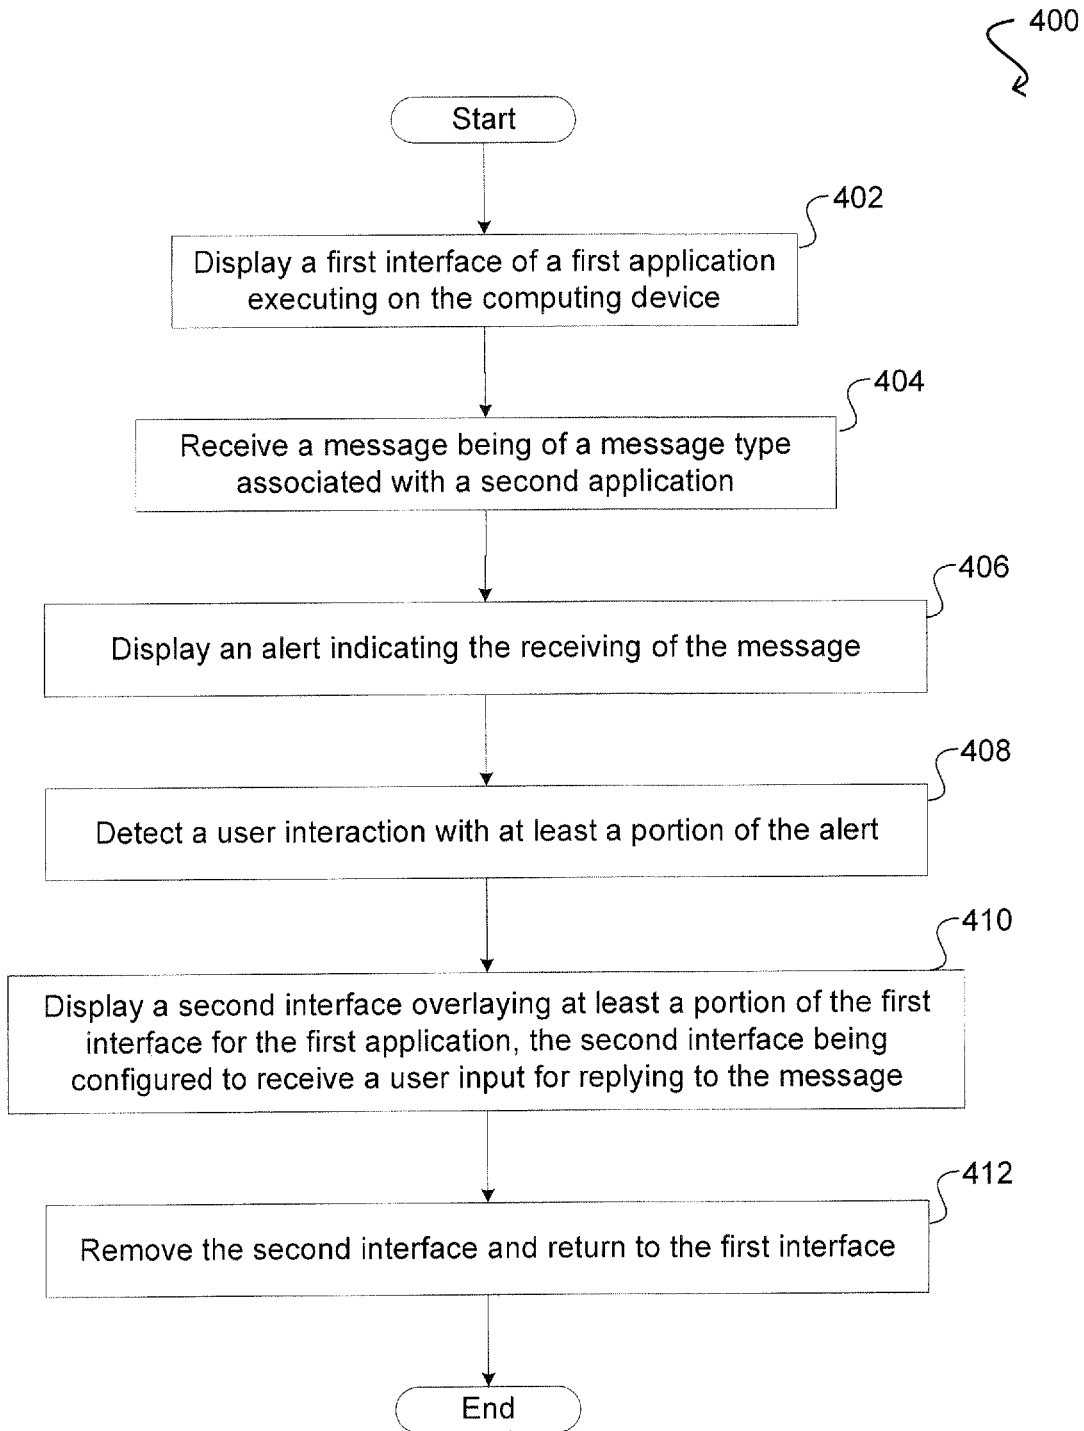 400
Start
402
Display a first interface of a first application
executing on the computing device
404
Receive a message being of a message type
associated with a second application
406
Display an alert indicating the receiving of the message
408
Detect a user interaction with at least a portion of the alert
410
Display a second interface overlaying at least a portion of the first
interface for the first application, the second interface being
configured to receive a user input for replying to the message
412
Remove the second interface and return to the first interface
End